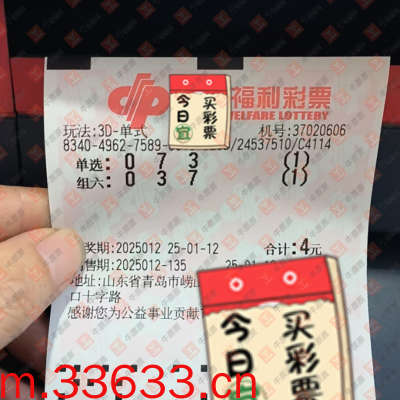 福利彩票
WELFARE LOTTERY
买彩票
今日宜
玩法:3D-单式 机号:37020606
8340-4962-7589- /24537510/C4114
单选: 0 7 3 (1)
组六: 0 3 7 (1)
奖期:2025012 25-01-12 合计:4元
售期:2025012-135 25-01
地址:山东省青岛市崂山
口十字路
感谢您为公益事业贡献
买彩票
今日
m.33633.cn